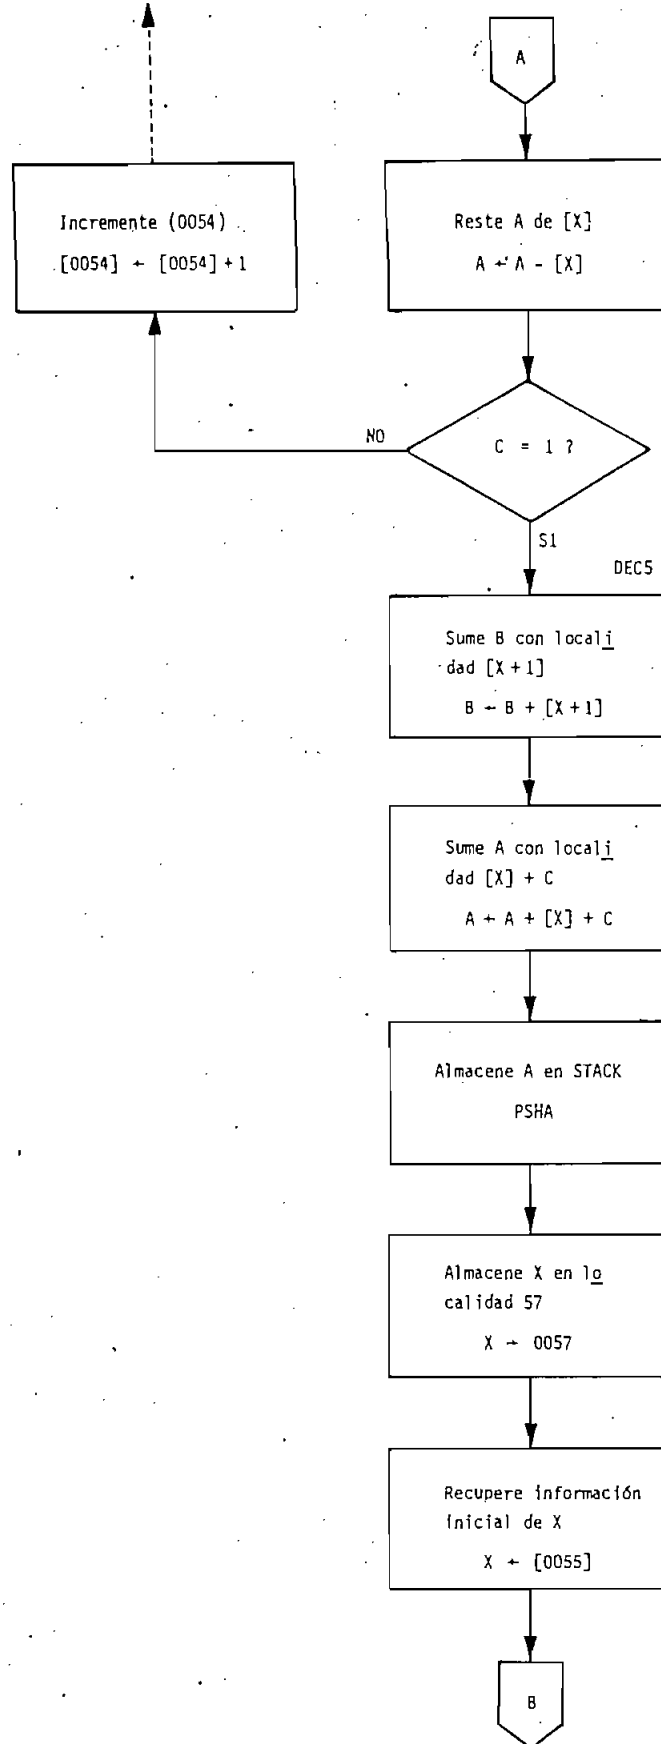 A
Incremente (0054)
[0054] ← [0054]+1
Reste A de [X]
A ← A - [X]
NO
C = 1 ?
S1
DEC5
Sume B con locali
dad [X+1]
B ← B + [X+1]
Sume A con locali
dad [X] + C
A ← A + [X] + C
Almacene A en STACK
PSHA
Almacene X en lo
calidad 57
X → 0057
Recupere información
inicial de X
X ← [0055]
B